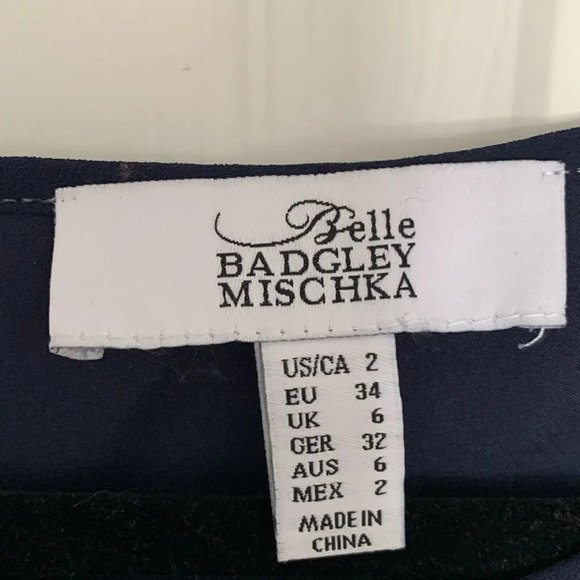 Belle
BADGLEY
MISCHKA
US/CA 2
EU 34
UK 6
GER 32
AUS 6
MEX 2
MADE IN
CHINA